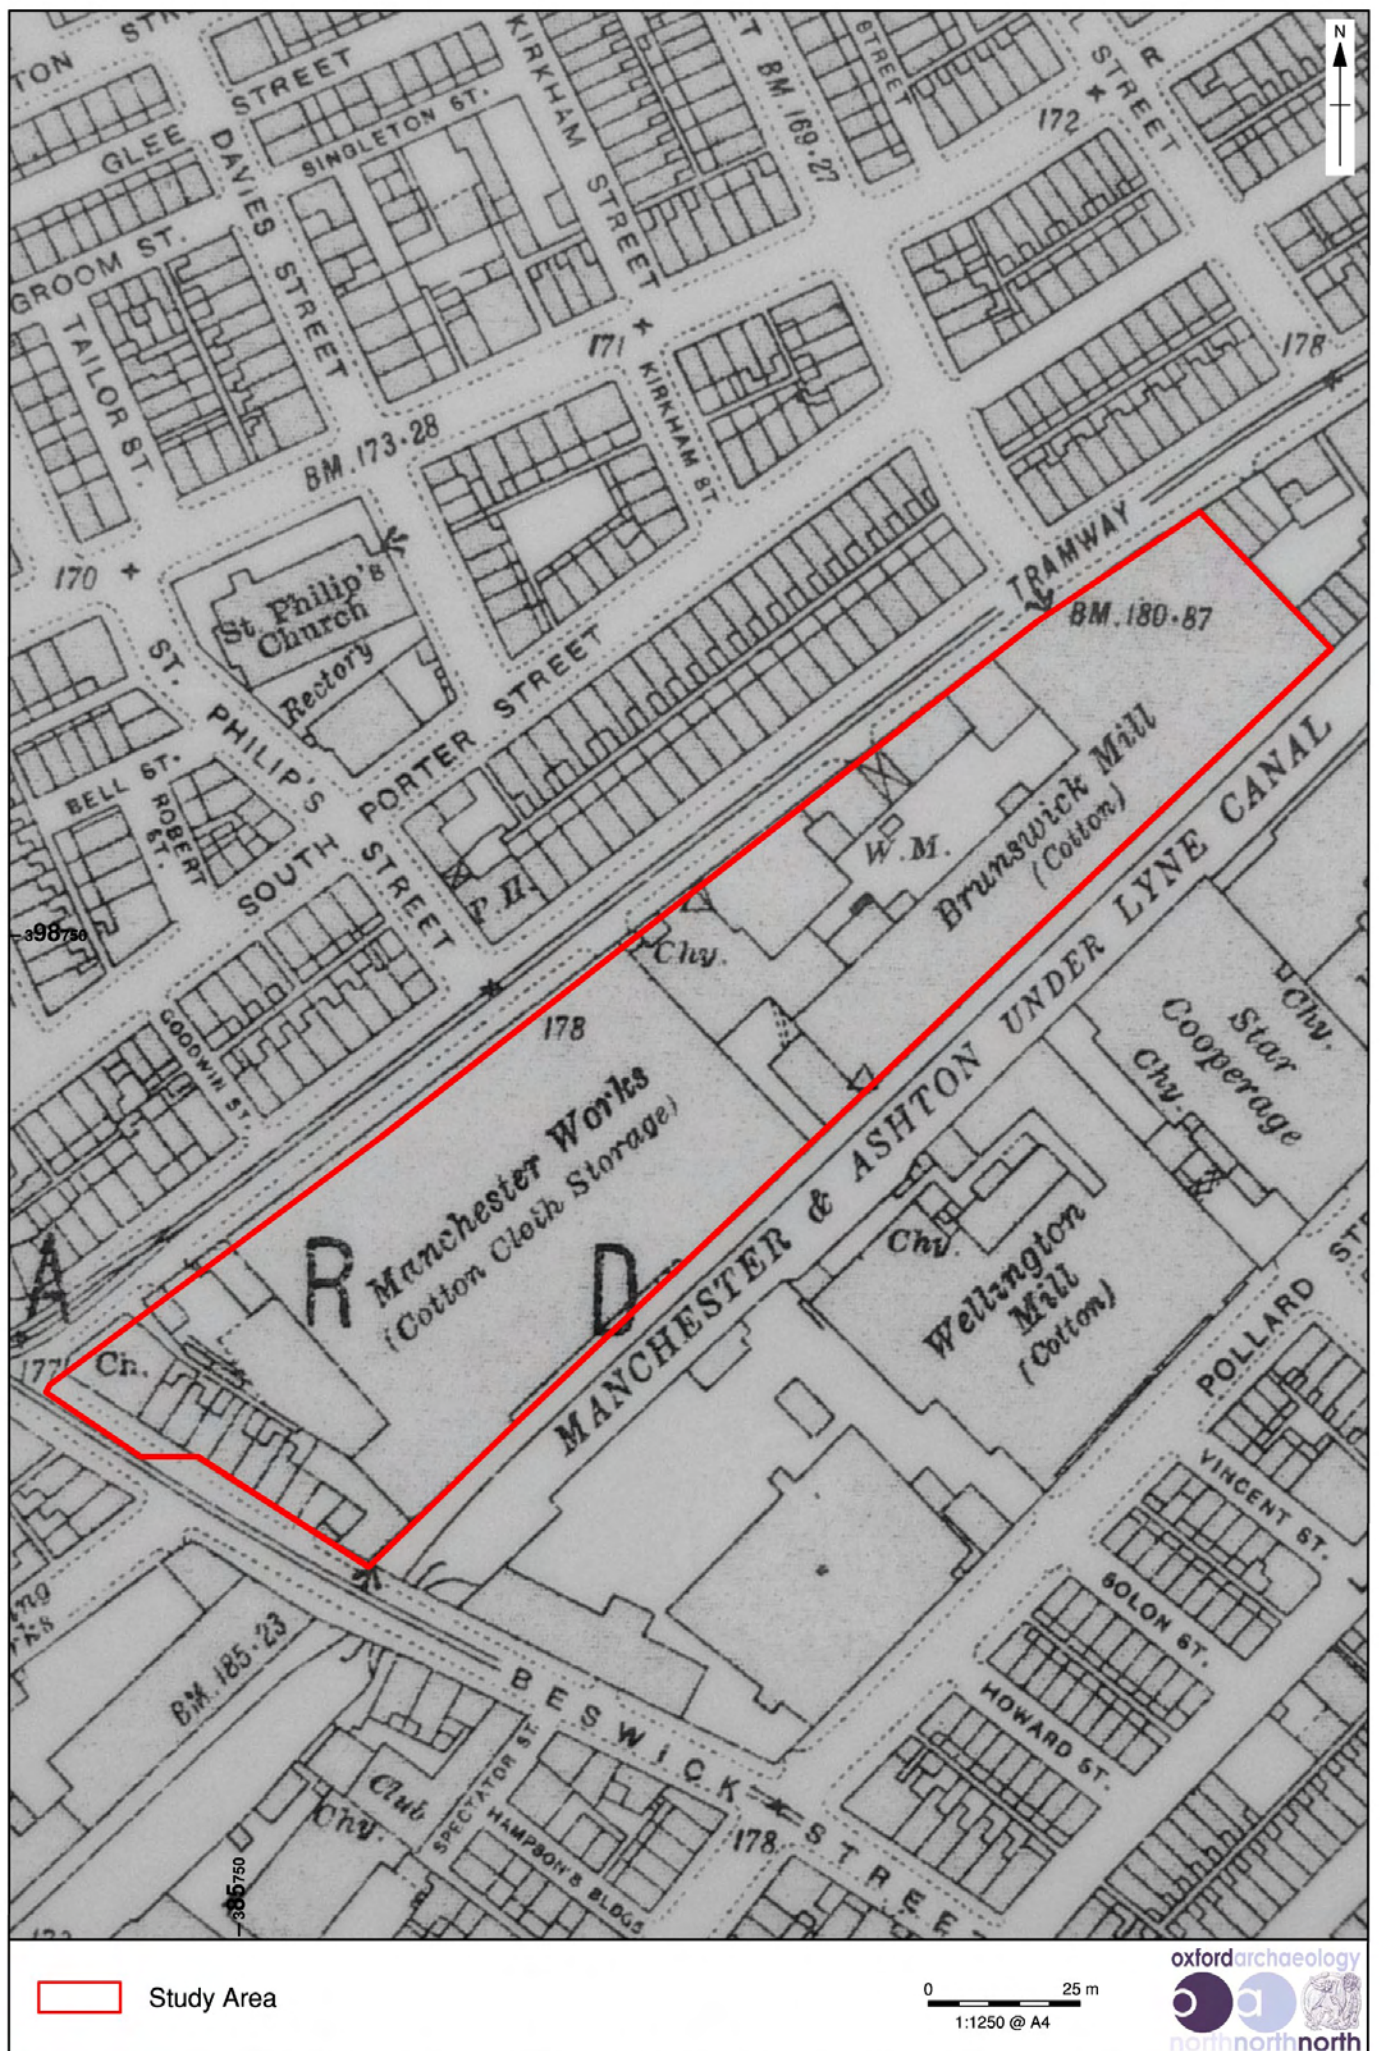 TON
STREET
GLEE
DAVIES STREET
SINGLETON ST.
KIRKHAM STREET
BM.169·27
STREET
STREET
R
172
N
GROOM ST.
TAILOR ST.
171
KIRKHAM ST.
178
BM.173·28
170
St. Philip's
Church
Rectory
TRAMWAY
BM.180·87
ST. PHILIP'S STREET
SOUTH PORTER STREET
BELL ST.
ROBERT
ST.
P.H.
W.M.
Brunswick Mill
(Cotton)
398750
Chy.
GOODWIN ST.
178
Manchester Works
(Cotton Cloth Storage)
MANCHESTER & ASHTON UNDER LYNE CANAL
Star
Cooperage
Chy.
Chy.
A R D
177
Ch.
Chy.
Wellington
Mill
(Cotton)
POLLARD
VINCENT ST.
SOLON ST.
HOWARD ST.
BM.185·23
BESWICK STREE
Club
Chy.
SPECTATOR ST.
HAMPSON'S BLDGS
178
385750
Study Area
0 25 m
1:1250 @ A4
oxfordarchaeology
oa
northnorthnorth